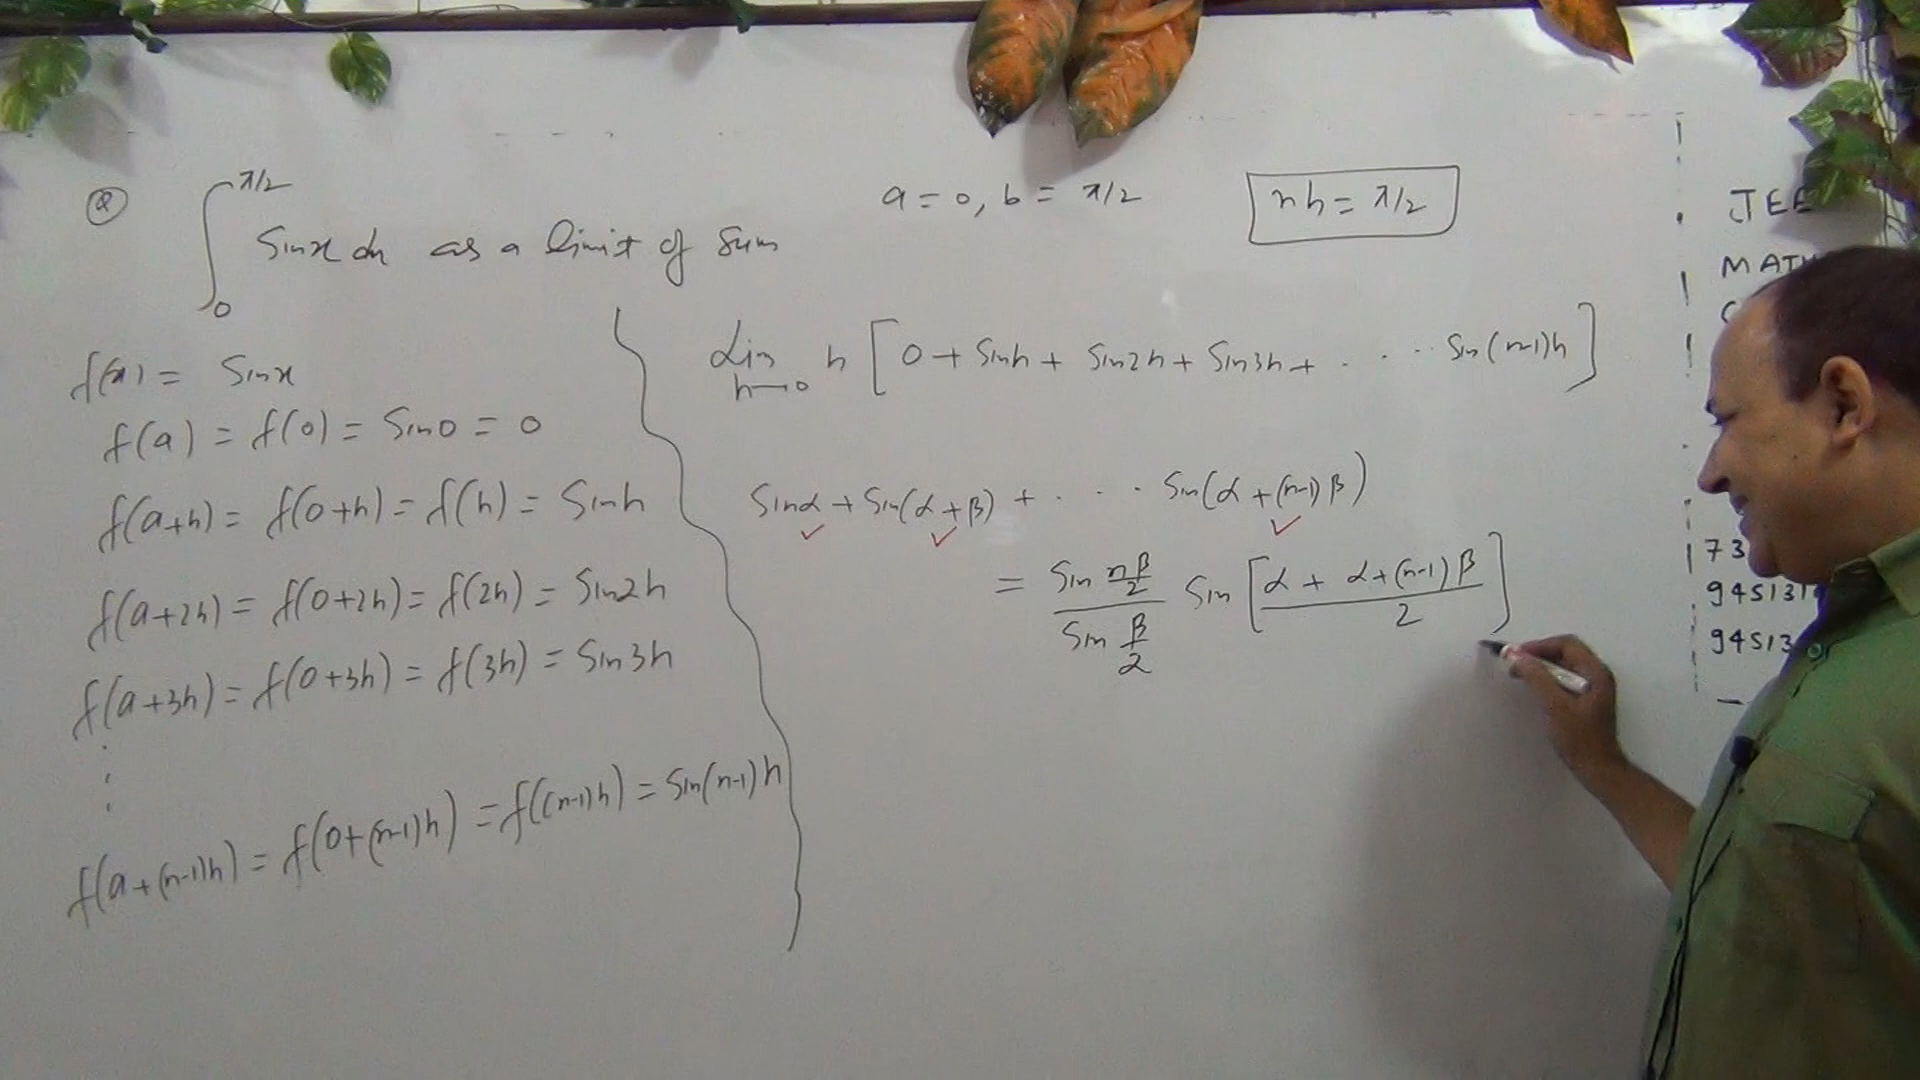 Q ∫₀^π/2 Sinx dx as a limit of Sum
a = 0, b = π/2
nh = π/2
f(x) = Sinx
f(a) = f(0) = Sin0 = 0
f(a+h) = f(0+h) = f(h) = Sinh
f(a+2h) = f(0+2h) = f(2h) = Sin2h
f(a+3h) = f(0+3h) = f(3h) = Sin3h
⋮
f(a+(n-1)h) = f(0+(n-1)h) = f((n-1)h) = Sin(n-1)h
Lim h→0 h [0 + Sinh + Sin2h + Sin3h + . . . . Sin(n-1)h]
Sinα + Sin(α+β) + . . . Sin(α+(n-1)β)
= Sin nβ/2 / Sin β/2 Sin [(α + α+(n-1)β)/2]
JEE
MATH
73
94513
94513